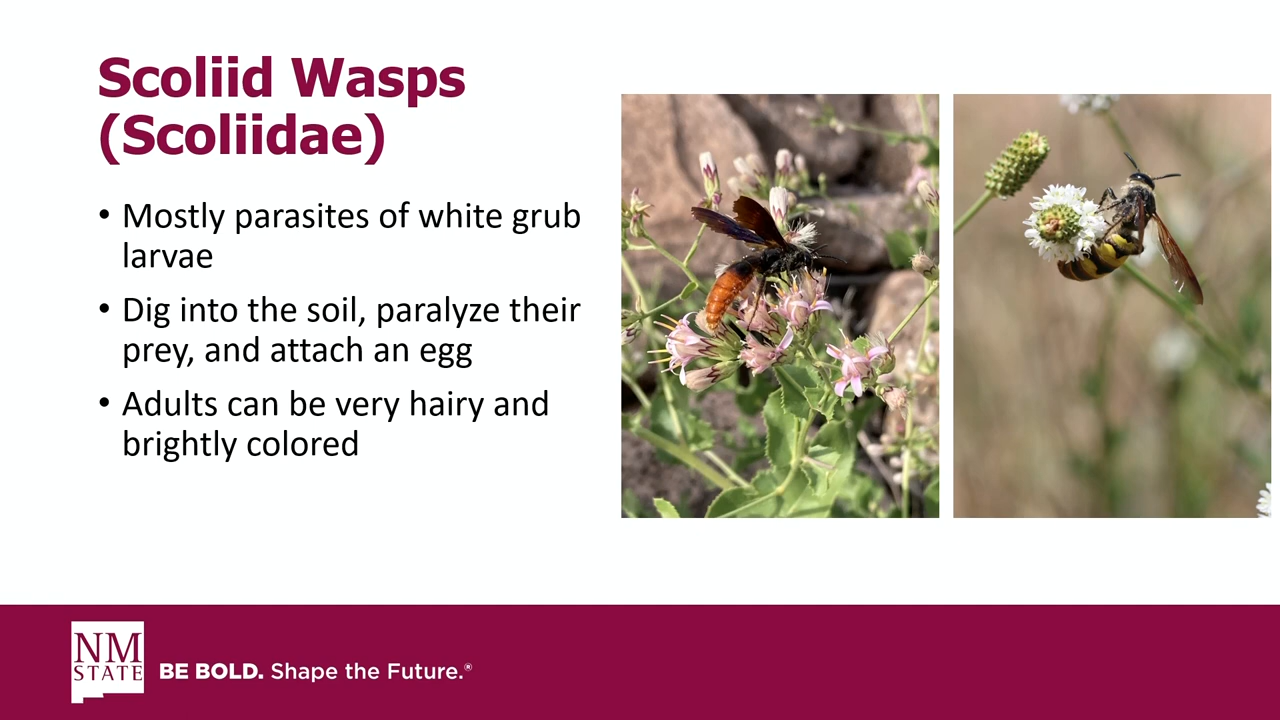 Scoliid Wasps
(Scoliidae)
• Mostly parasites of white grub
larvae
• Dig into the soil, paralyze their
prey, and attach an egg
• Adults can be very hairy and
brightly colored
NM
STATE
BE BOLD. Shape the Future.®